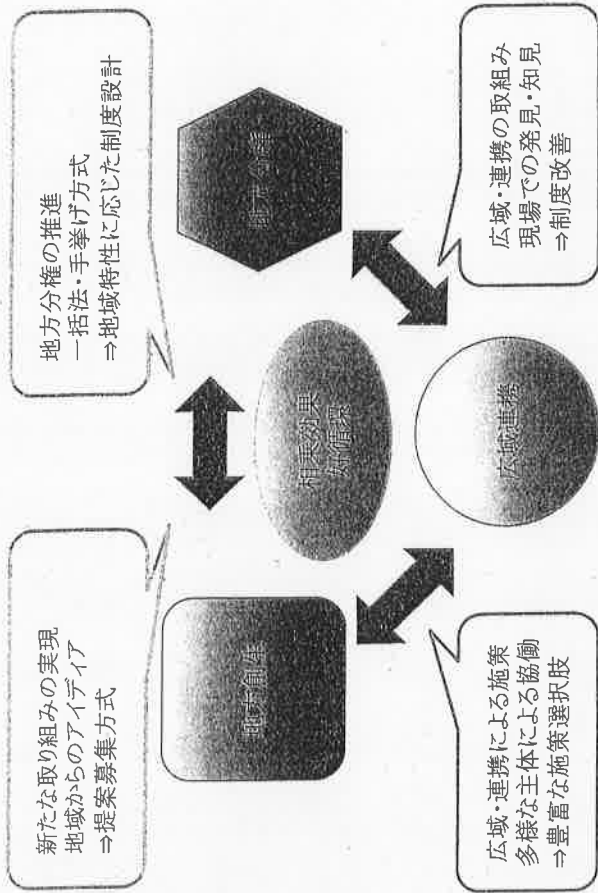 新たな取り組みの実現
地域からのアイディア
⇒提案募集方式
地方分権の推進
一括法・手挙げ方式
⇒地域特性に応じた制度設計
地方創生
相乗効果
好循環
地方分権
広域連携
広域・連携による施策
多様な主体による協働
⇒豊富な施策選択肢
広域・連携の取組み
現場での発見・知見
⇒制度改善